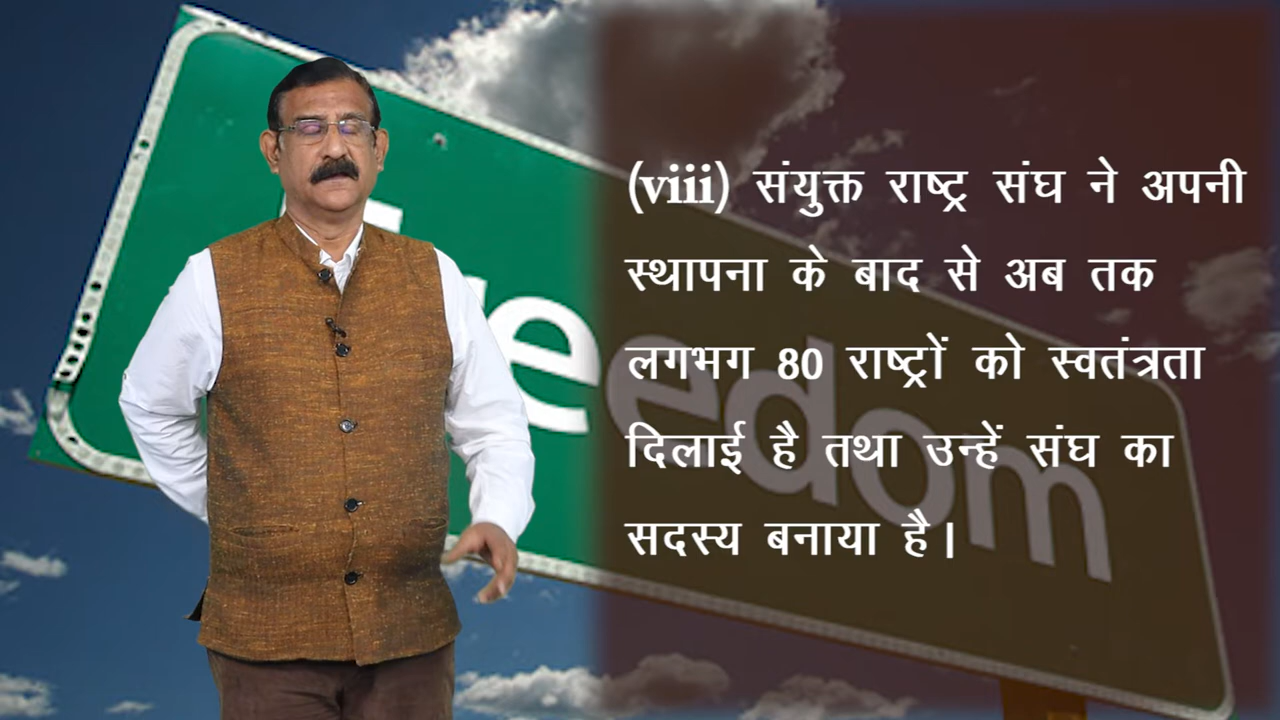 (viii) संयुक्त राष्ट्र संघ ने अपनी
स्थापना के बाद से अब तक
लगभग 80 राष्ट्रों को स्वतंत्रता
दिलाई है तथा उन्हें संघ का
सदस्य बनाया है।